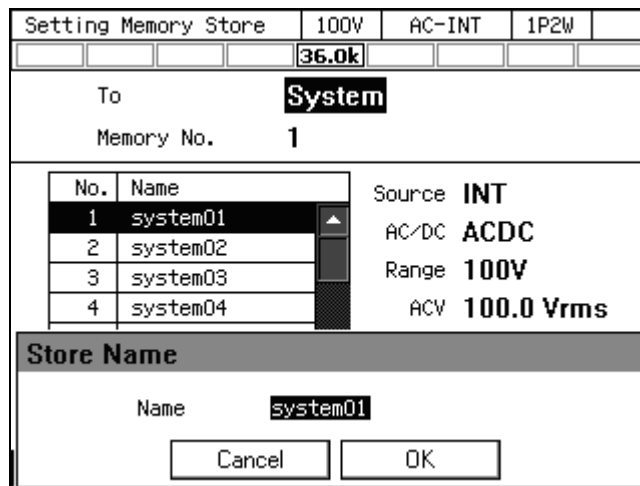 Setting Memory Store 100V AC-INT 1P2W
36.0k
To System
Memory No. 1
No. Name
1 system01
2 system02
3 system03
4 system04
Source INT
AC/DC ACDC
Range 100V
ACV 100.0 Vrms
Store Name
Name system01
Cancel OK